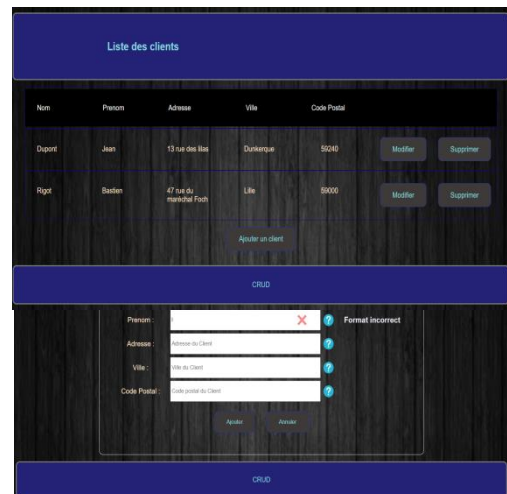 Liste des clients
Nom Prenom Adresse Ville Code Postal
Dupont Jean 13 rue des lilas Dunkerque 59240 Modifier Supprimer
Rigot Bastien 47 rue du maréchal Foch Lille 59000 Modifier Supprimer
Ajouter un client
CRUD
Prenom : Format incorrect
Adresse : Adresse du Client
Ville : Ville du Client
Code Postal : Code postal du Client
Ajouter Annuler
CRUD